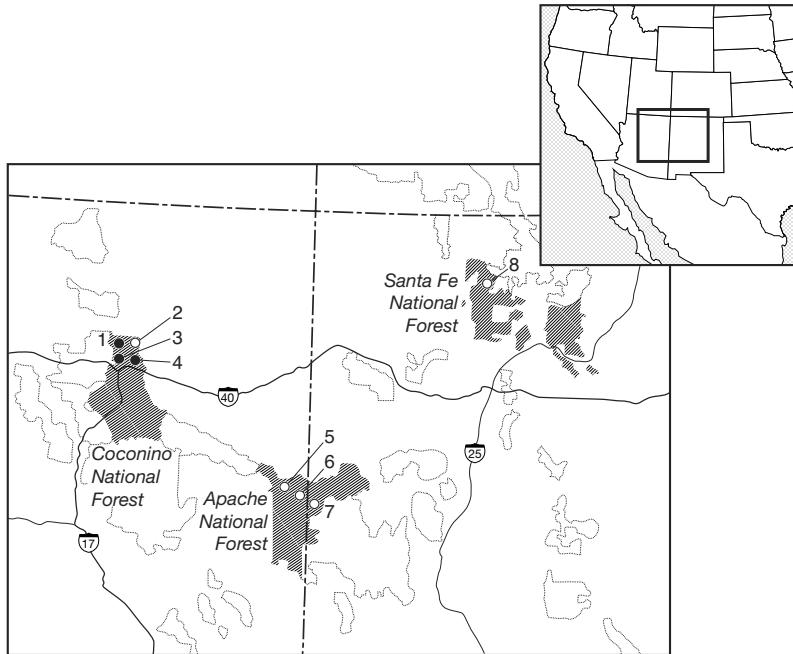 Santa Fe
National
Forest
8
1
2
3
4
40
Coconino
National
Forest
5
6
7
Apache
National
Forest
25
17